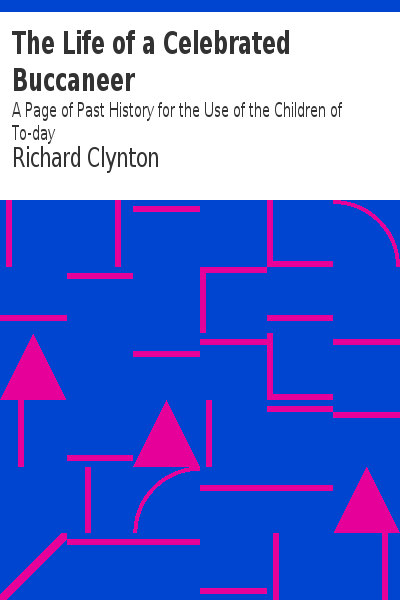 The Life of a Celebrated
Buccaneer
A Page of Past History for the Use of the Children of
To-day
Richard Clynton